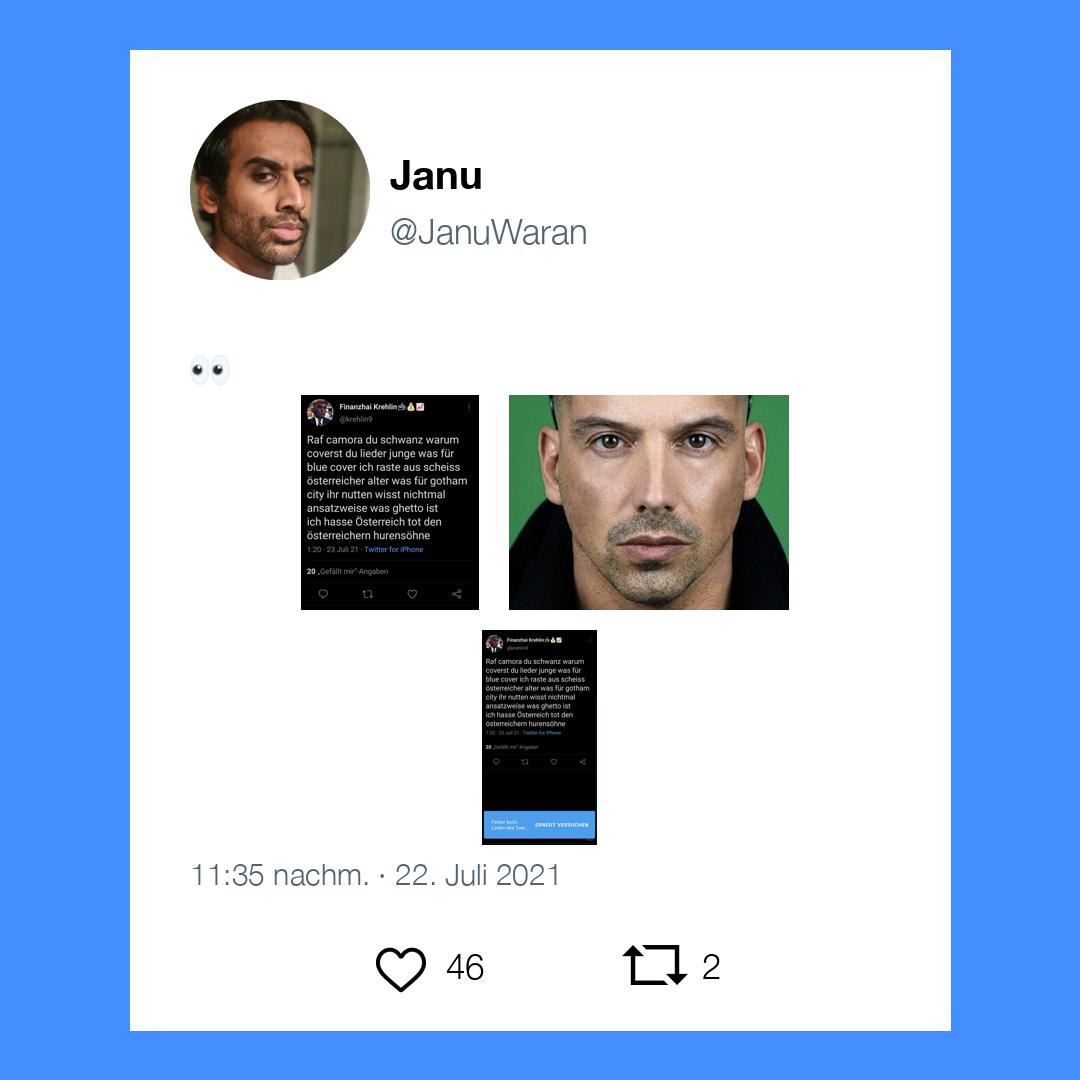 Janu
@JanuWaran
👀
Finanzhai Krehlin🦈💰📈
@krehlin9
Raf camora du schwanz warum
coverst du lieder junge was für
blue cover ich raste aus scheiss
österreicher alter was für gotham
city ihr nutten wisst nichtmal
ansatzweise was ghetto ist
ich hasse Österreich tot den
österreichern hurensöhne
1:20 · 23 Juli 21 · Twitter for iPhone
20 „Gefällt mir“-Angaben
Finanzhai Krehlin🦈💰📈
@krehlin9
Raf camora du schwanz warum
coverst du lieder junge was für
blue cover ich raste aus scheiss
österreicher alter was für gotham
city ihr nutten wisst nichtmal
ansatzweise was ghetto ist
ich hasse Österreich tot den
österreichern hurensöhne
1:20 · 23 Juli 21 · Twitter for iPhone
20 „Gefällt mir“-Angaben
Fehler beim
Laden des Twe...
ERNEUT VERSUCHEN
11:35 nachm. · 22. Juli 2021
46
2